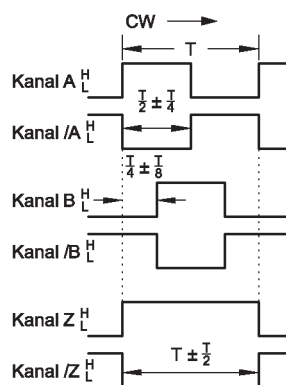 CW
T
Kanal A H L
T/2 ± T/4
Kanal /A H L
T/4 ± T/8
Kanal B H L
Kanal /B H L
Kanal Z H L
T ± T/2
Kanal /Z H L